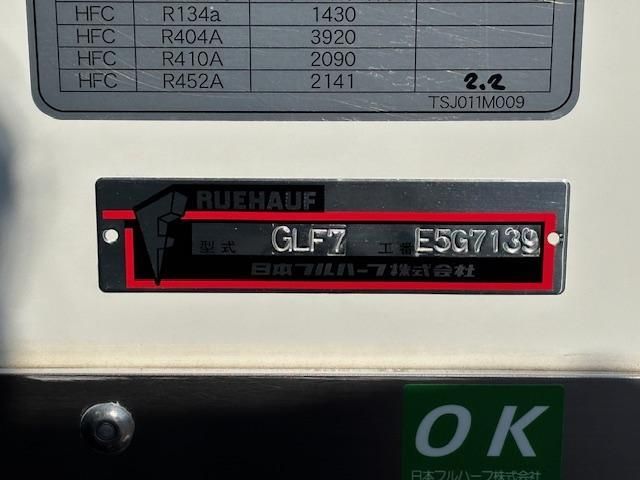 HFC R134a 1430
HFC R404A 3920
HFC R410A 2090
HFC R452A 2141 2.2
TSJ011M009
RUEHAUF
型式 GLF7 工番 E5G7139
日本フルハーフ株式会社
OK
日本フルハーフ株式会社